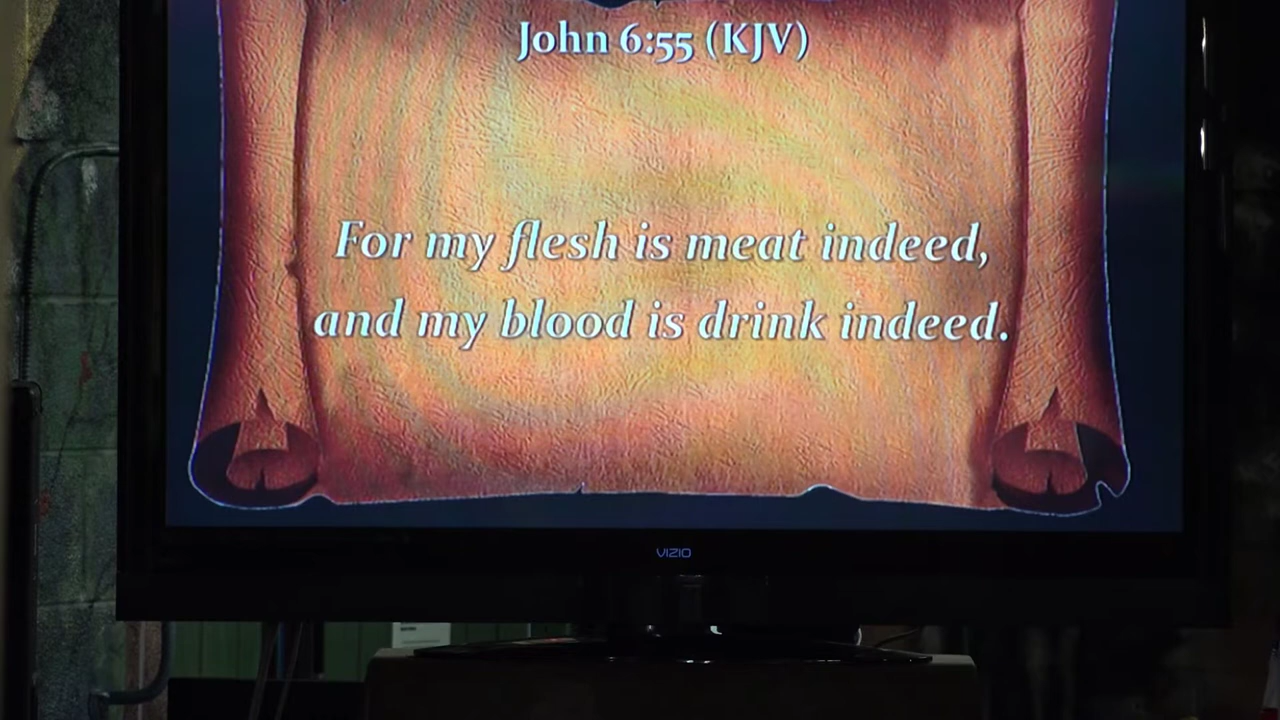 John 6:55 (KJV)
For my flesh is meat indeed,
and my blood is drink indeed.
VIZIO